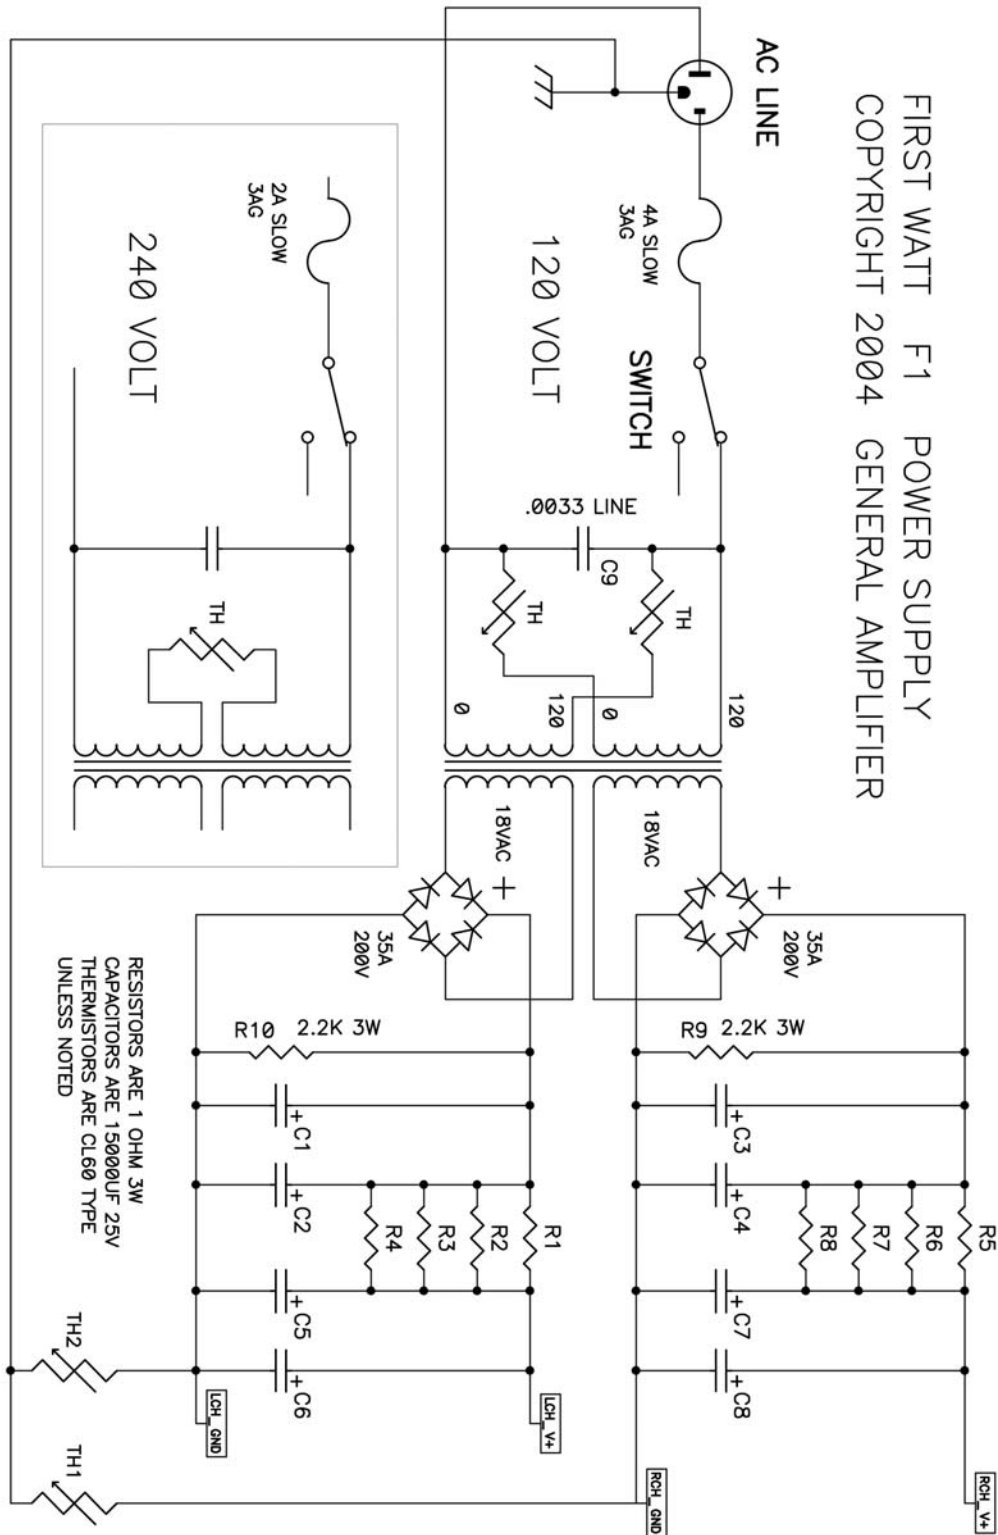 FIRST WATT F1 POWER SUPPLY
COPYRIGHT 2004 GENERAL AMPLIFIER
AC LINE
4A SLOW
3AG
SWITCH
120 VOLT
.0033 LINE
C9
TH
TH
120
0
120
0
18VAC
18VAC
+
35A
200V
+
35A
200V
R9 2.2K 3W
+ C3
+ C4
R5
R6
R7
R8
+ C7
+ C8
RCH_V+
RCH_GND
R10 2.2K 3W
+ C1
+ C2
R1
R2
R3
R4
+ C5
+ C6
LCH_V+
LCH_GND
TH2
TH1
2A SLOW
3AG
240 VOLT
TH
RESISTORS ARE 1 OHM 3W
CAPACITORS ARE 15000UF 25V
THERMISTORS ARE CL60 TYPE
UNLESS NOTED